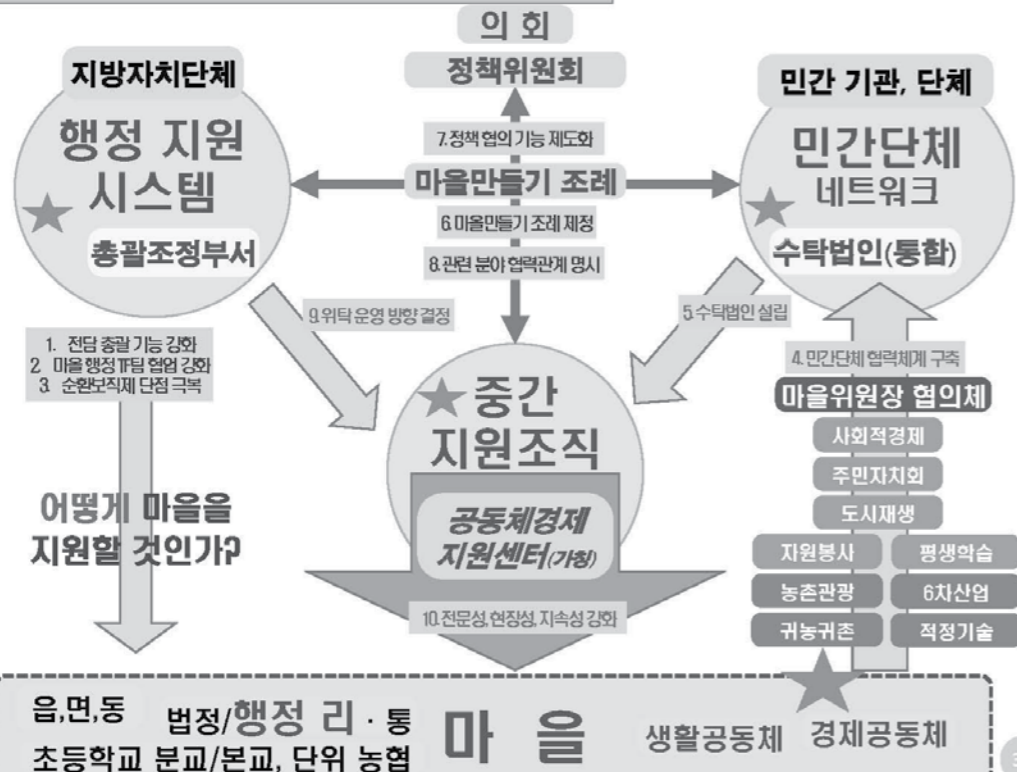 의 회
정책위원회
지방자치단체
행정 지원
시스템
총괄조정부서
민간 기관, 단체
민간단체
네트워크
수탁법인(통합)
7.정책 협의 기능 제도화
마을만들기 조례
6.마을만들기 조례 제정
8.관련 분야 협력관계 명시
9.위탁 운영 방향 결정
5.수탁법인 설립
1. 전담 총괄 기능 강화
2. 마을 행정 TF팀 협업 강화
3. 순환보직제 단점 극복
어떻게 마을을
지원할 것인가?
중간
지원조직
공동체경제
지원센터(가칭)
10.전문성, 현장성, 지속성 강화
4.민간단체 협력체계 구축
마을위원장 협의체
사회적경제
주민자치회
도시재생
자원봉사 평생학습
농촌관광 6차산업
귀농귀촌 적정기술
읍,면,동 법정/행정 리 · 통
초등학교 분교/본교, 단위 농협
마 을
생활공동체 경제공동체
3